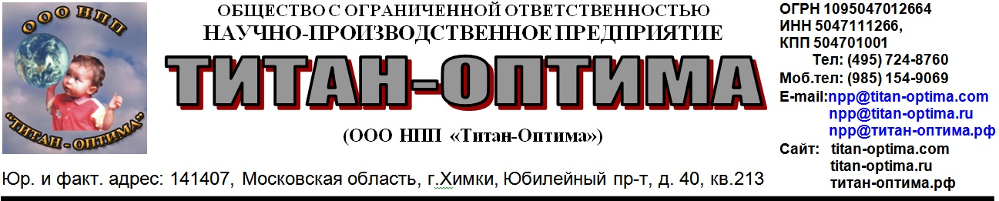 ООО НПП
"ТИТАН - ОПТИМА"
ОБЩЕСТВО С ОГРАНИЧЕННОЙ ОТВЕТСТВЕННОСТЬЮ
НАУЧНО-ПРОИЗВОДСТВЕННОЕ ПРЕДПРИЯТИЕ
ТИТАН-ОПТИМА
(ООО НПП «Титан-Оптима»)
Юр. и факт. адрес: 141407, Московская область, г.Химки, Юбилейный пр-т, д. 40, кв.213
ОГРН 1095047012664
ИНН 5047111266,
КПП 504701001
Тел: (495) 724-8760
Моб.тел: (985) 154-9069
E-mail:npp@titan-optima.com
npp@titan-optima.ru
npp@титан-оптима.рф
Сайт: titan-optima.com
titan-optima.ru
титан-оптима.рф